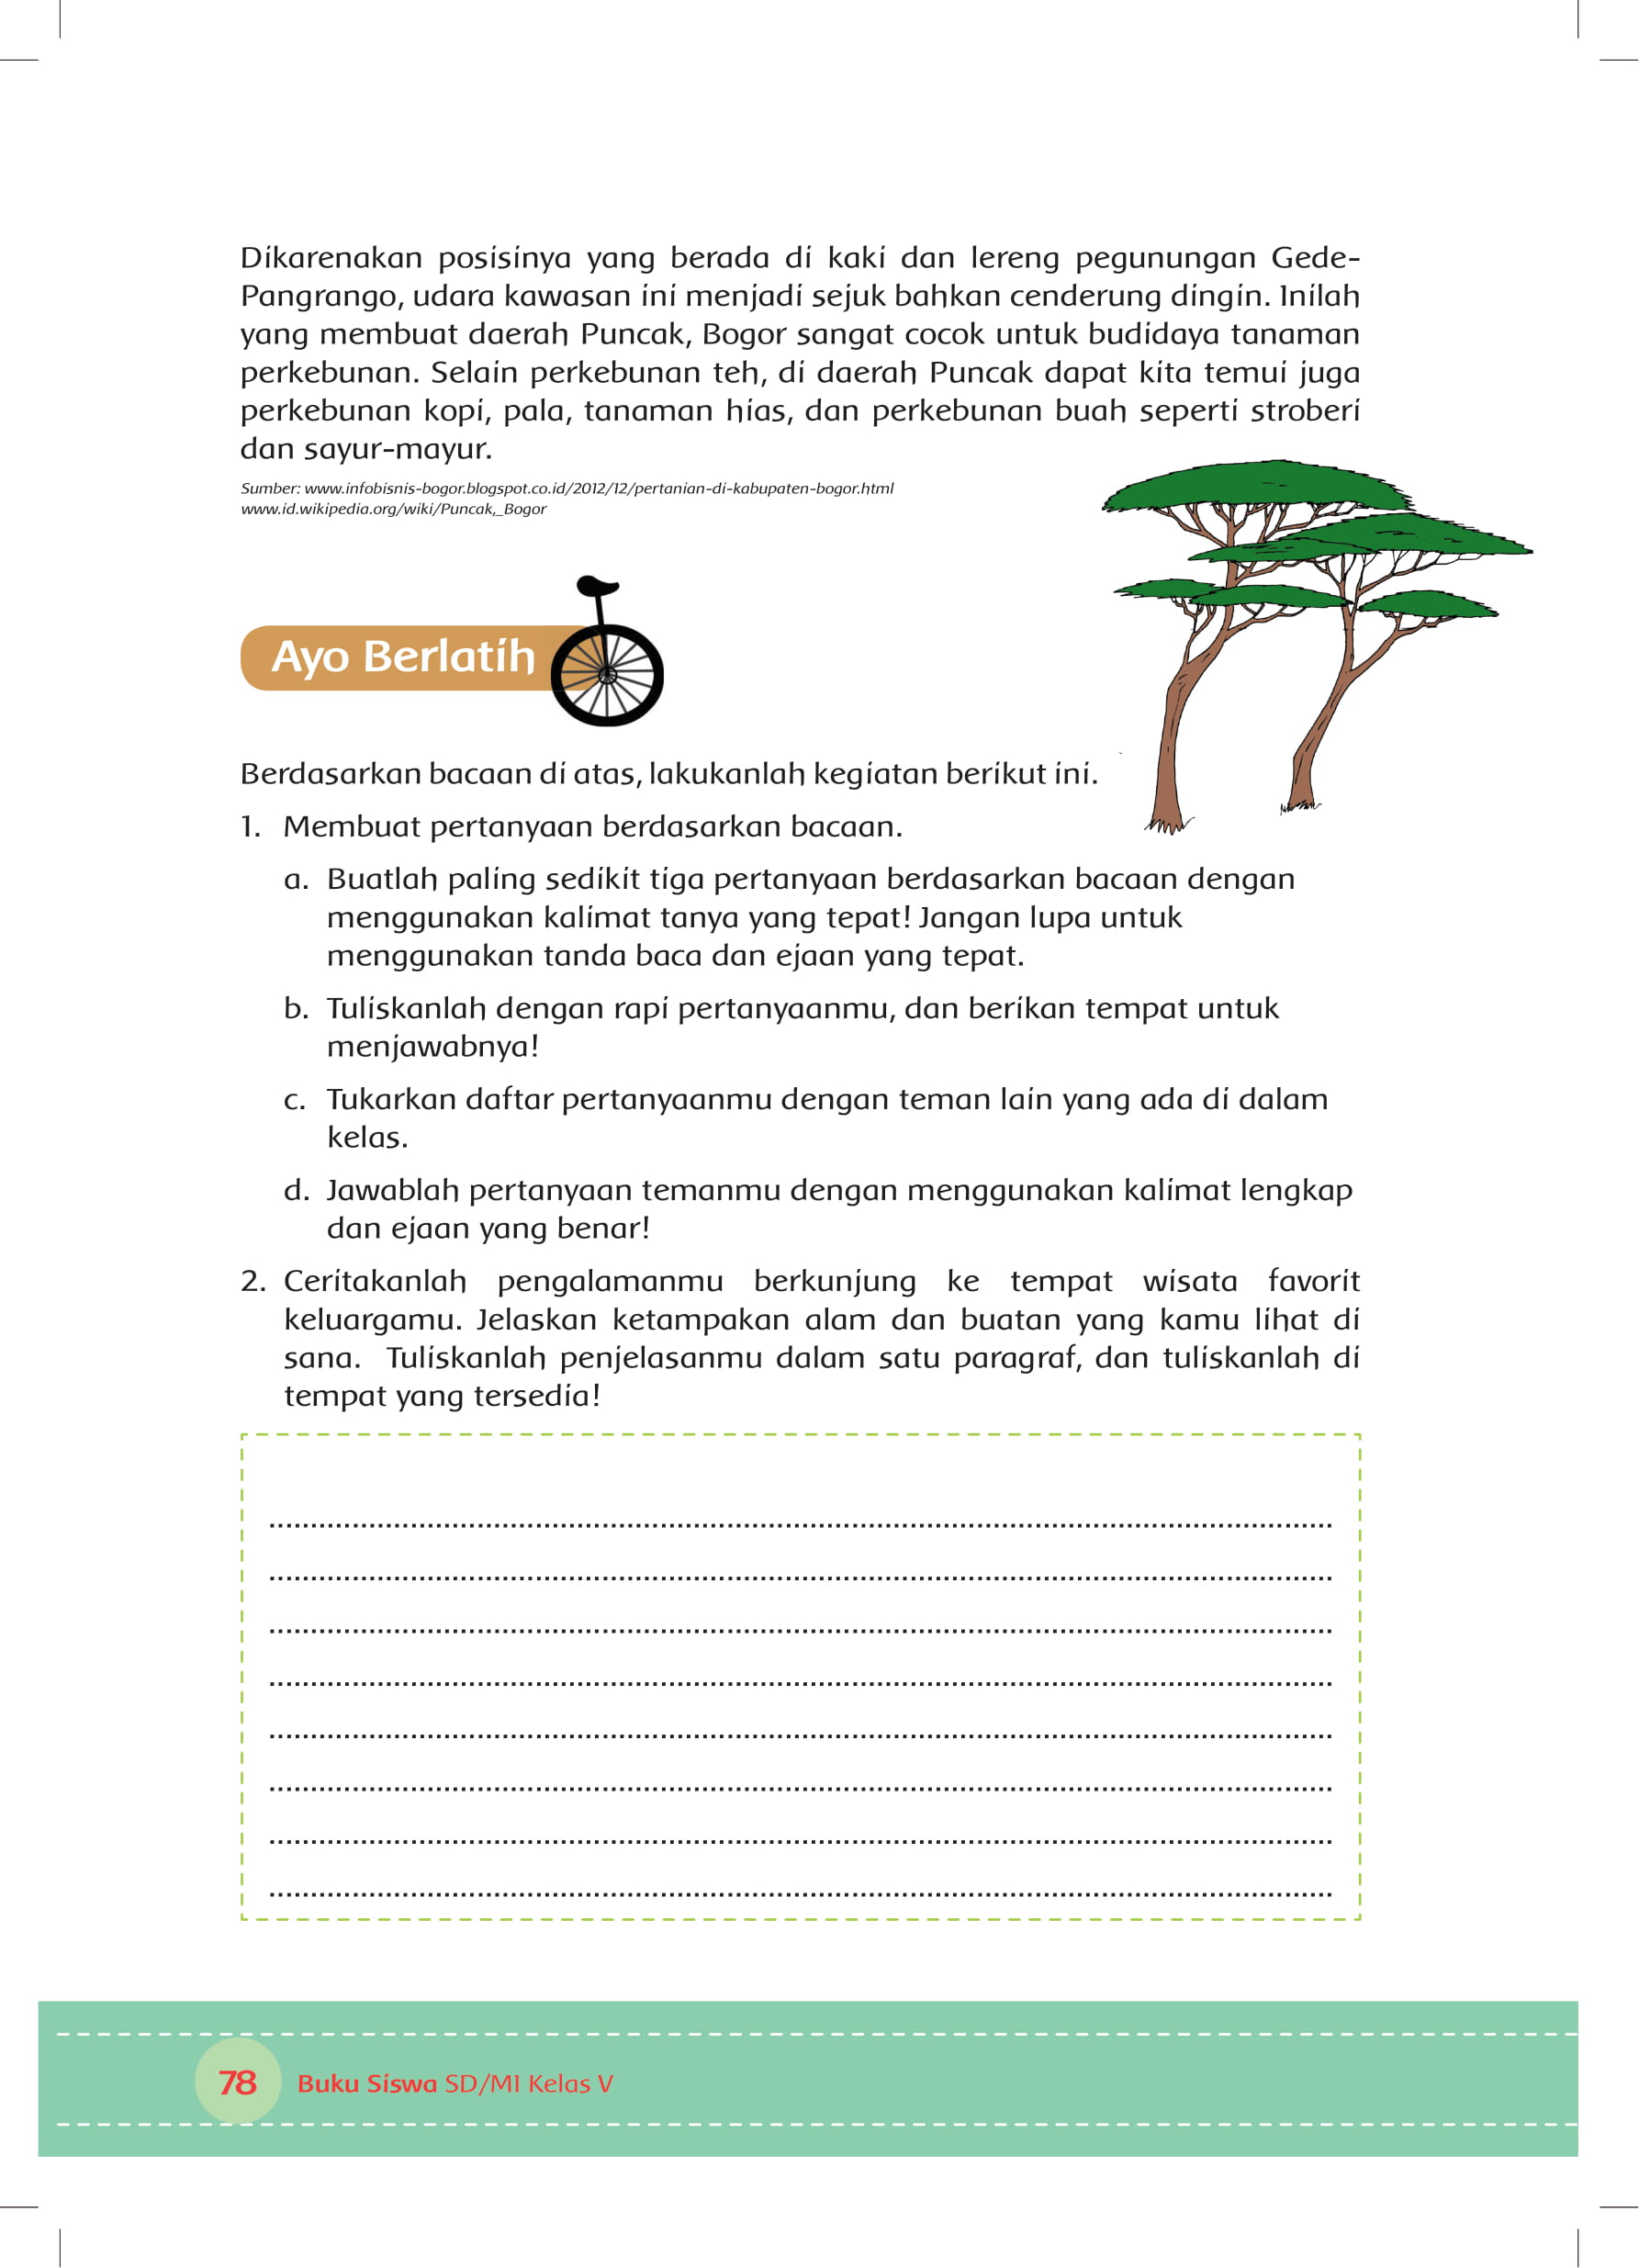 Dikarenakan posisinya yang berada di kaki dan lereng pegunungan Gede-
Pangrango, udara kawasan ini menjadi sejuk bahkan cenderung dingin. Inilah
yang membuat daerah Puncak, Bogor sangat cocok untuk budidaya tanaman
perkebunan. Selain perkebunan teh, di daerah Puncak dapat kita temui juga
perkebunan kopi, pala, tanaman hias, dan perkebunan buah seperti stroberi
dan sayur-mayur.
Sumber: www.infobisnis-bogor.blogspot.co.id/2012/12/pertanian-di-kabupaten-bogor.html
www.id.wikipedia.org/wiki/Puncak,_Bogor
Ayo Berlatih
Berdasarkan bacaan di atas, lakukanlah kegiatan berikut ini.
1. Membuat pertanyaan berdasarkan bacaan.
a. Buatlah paling sedikit tiga pertanyaan berdasarkan bacaan dengan
menggunakan kalimat tanya yang tepat! Jangan lupa untuk
menggunakan tanda baca dan ejaan yang tepat.
b. Tuliskanlah dengan rapi pertanyaanmu, dan berikan tempat untuk
menjawabnya!
c. Tukarkan daftar pertanyaanmu dengan teman lain yang ada di dalam
kelas.
d. Jawablah pertanyaan temanmu dengan menggunakan kalimat lengkap
dan ejaan yang benar!
2. Ceritakanlah pengalamanmu berkunjung ke tempat wisata favorit
keluargamu. Jelaskan ketampakan alam dan buatan yang kamu lihat di
sana. Tuliskanlah penjelasanmu dalam satu paragraf, dan tuliskanlah di
tempat yang tersedia!
78 Buku Siswa SD/MI Kelas V